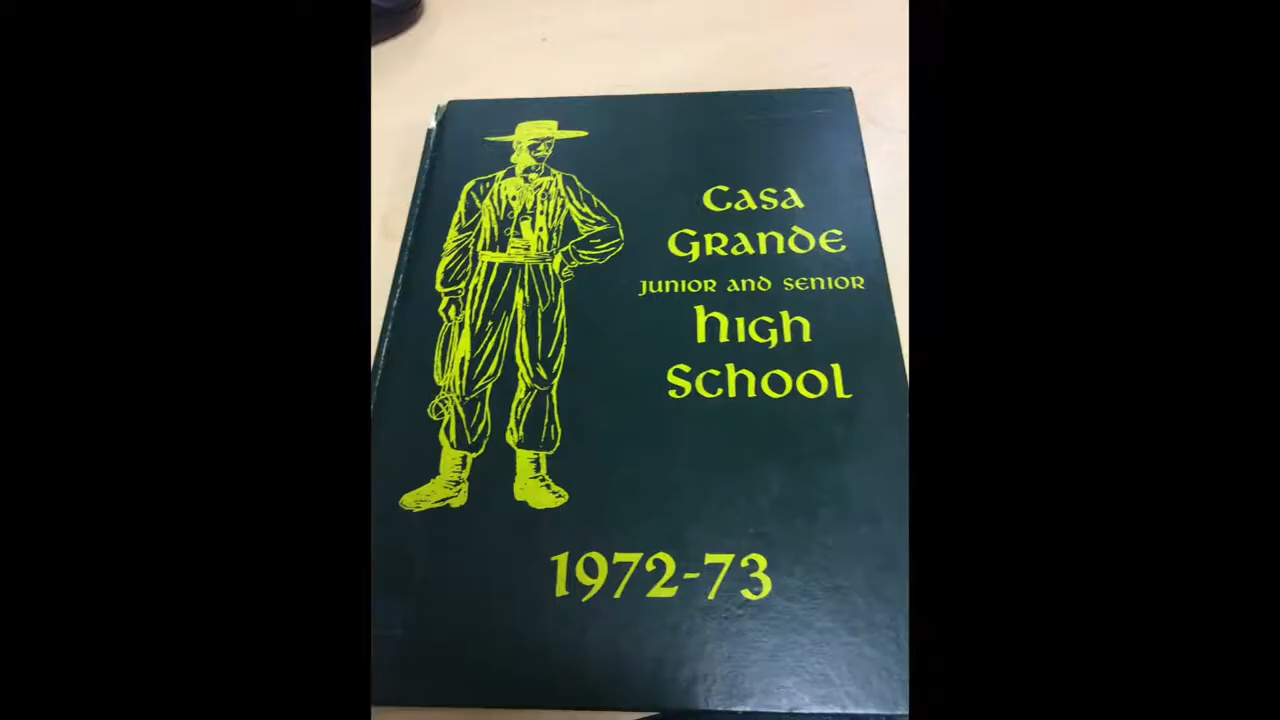 Casa
Grande
Junior and Senior
High
School
1972-73